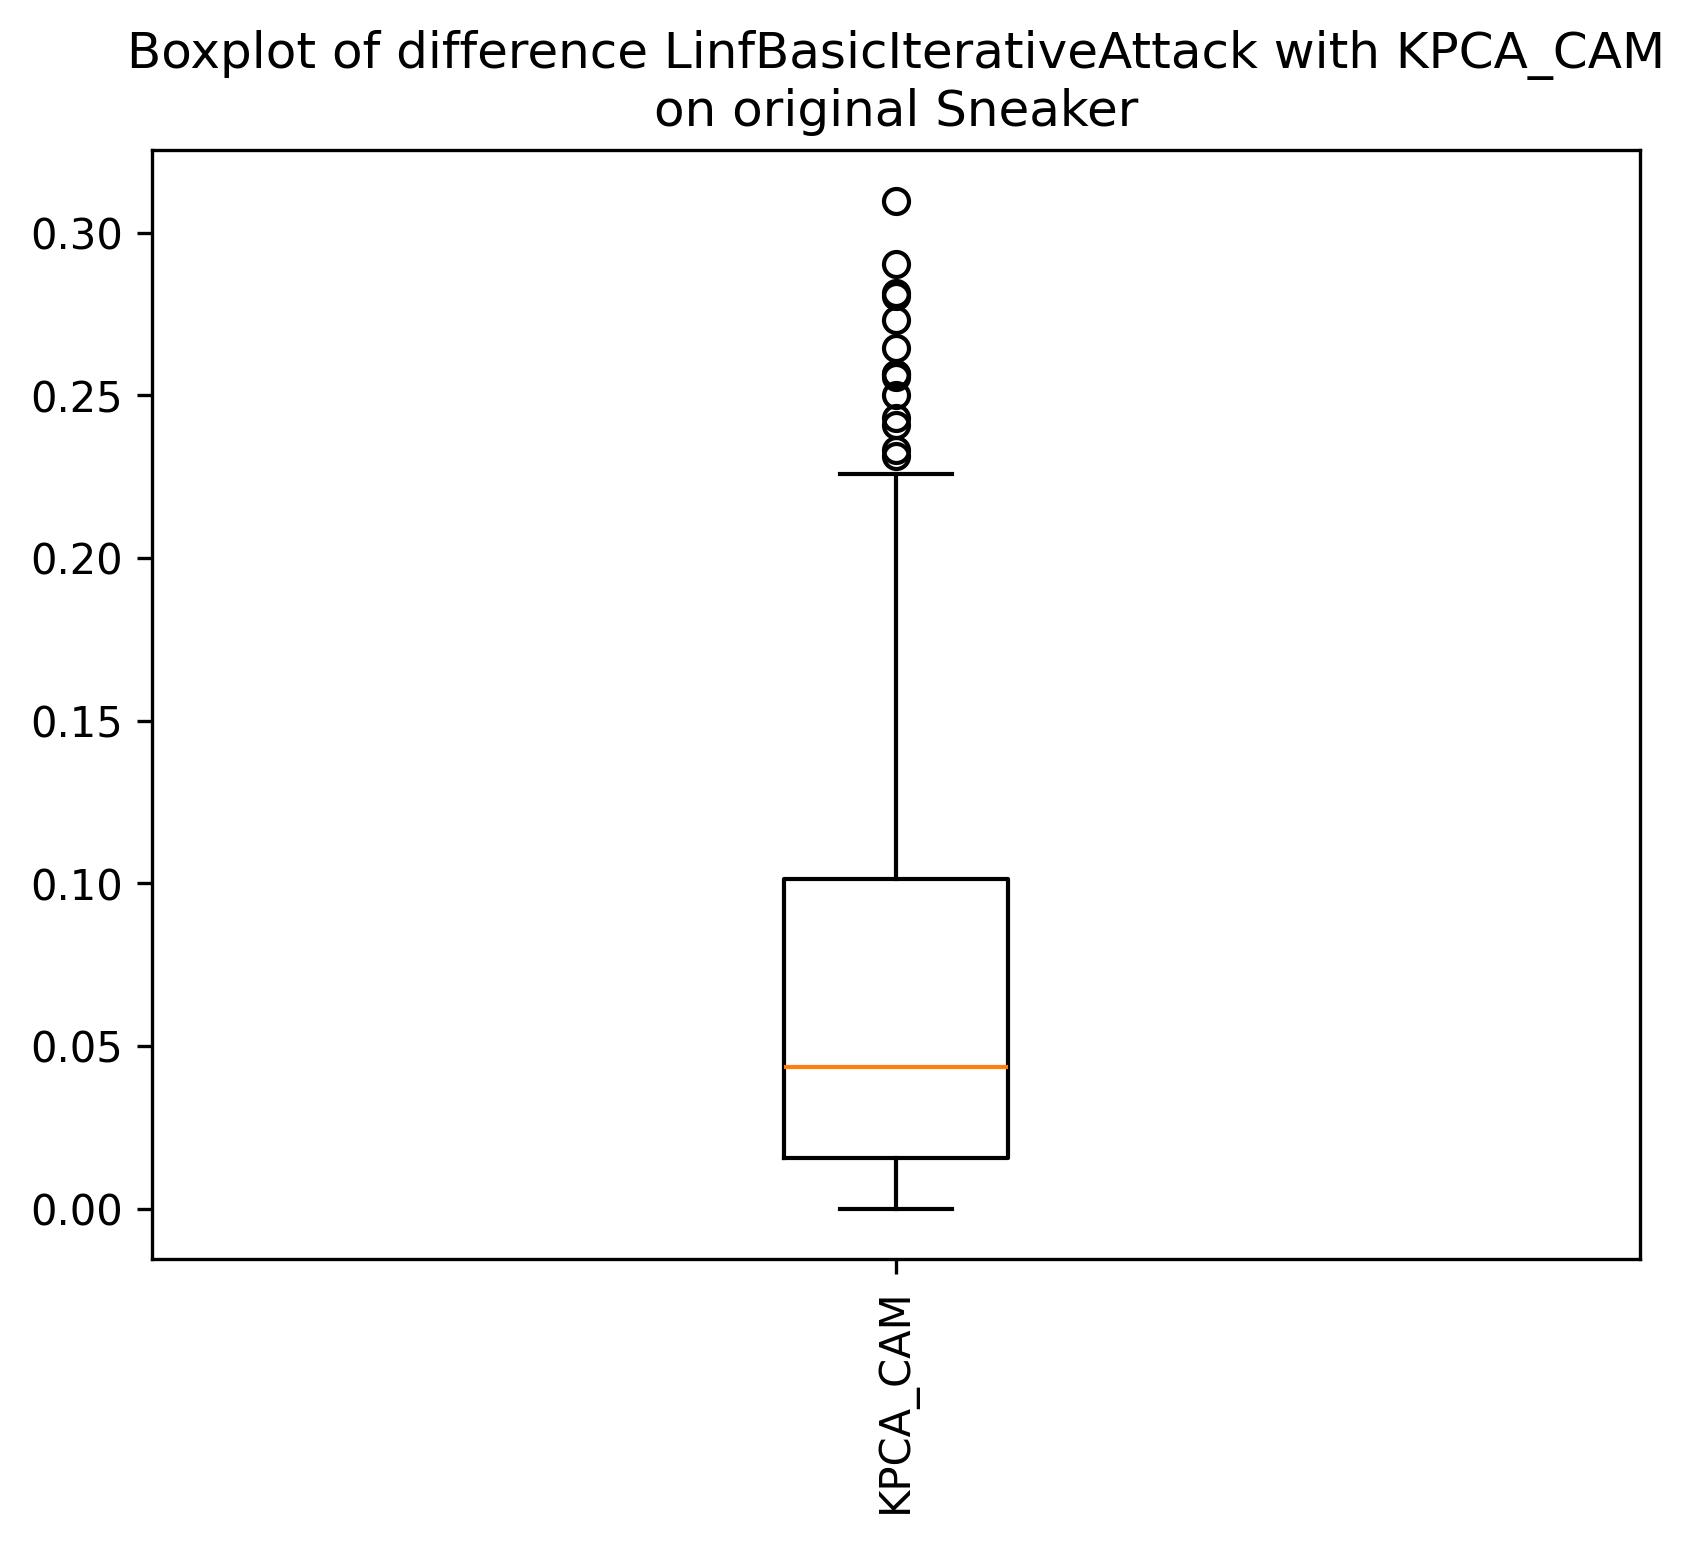 Boxplot of difference LinfBasicIterativeAttack with KPCA_CAM
on original Sneaker
0.30
0.25
0.20
0.15
0.10
0.05
0.00
KPCA_CAM